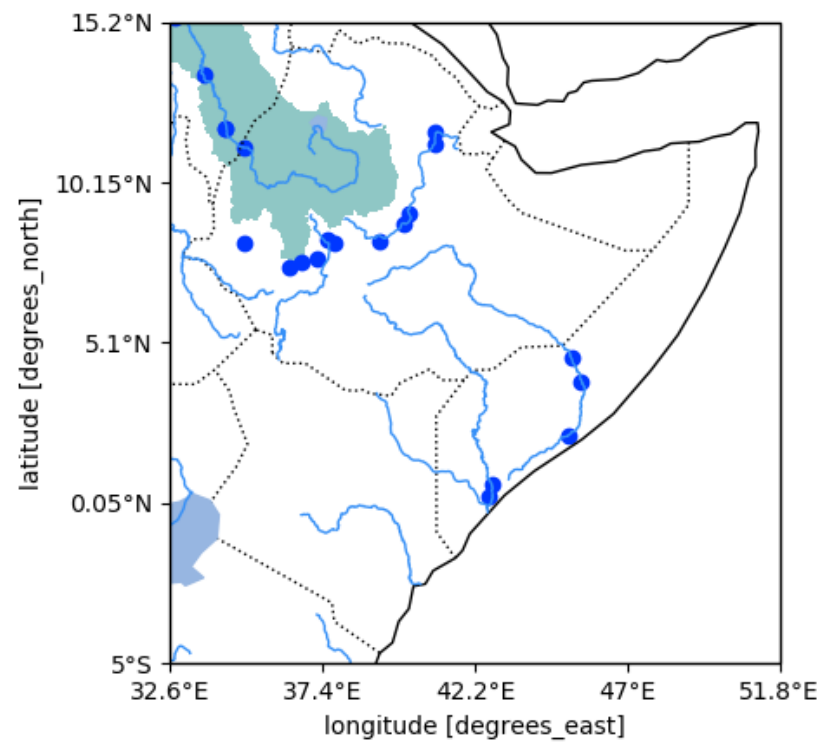 15.2°N
10.15°N
5.1°N
0.05°N
5°S
latitude [degrees_north]
32.6°E 37.4°E 42.2°E 47°E 51.8°E
longitude [degrees_east]